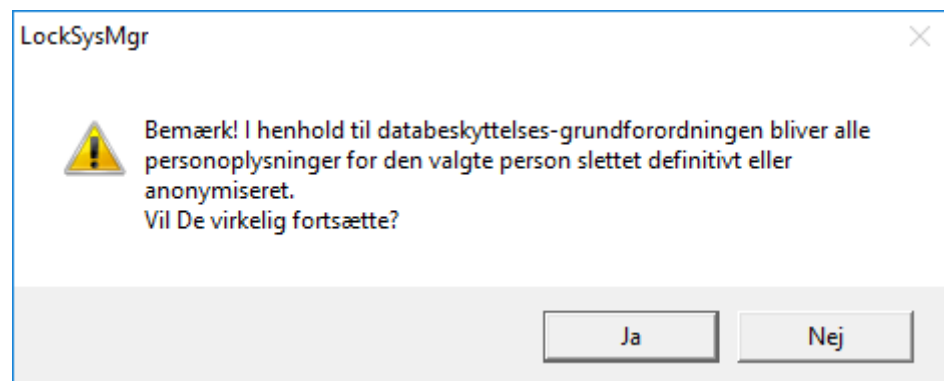 LockSysMgr
Bemærk! I henhold til databeskyttelses-grundforordningen bliver alle
personoplysninger for den valgte person slettet definitivt eller
anonymiseret.
Vil De virkelig fortsætte?
Ja
Nej